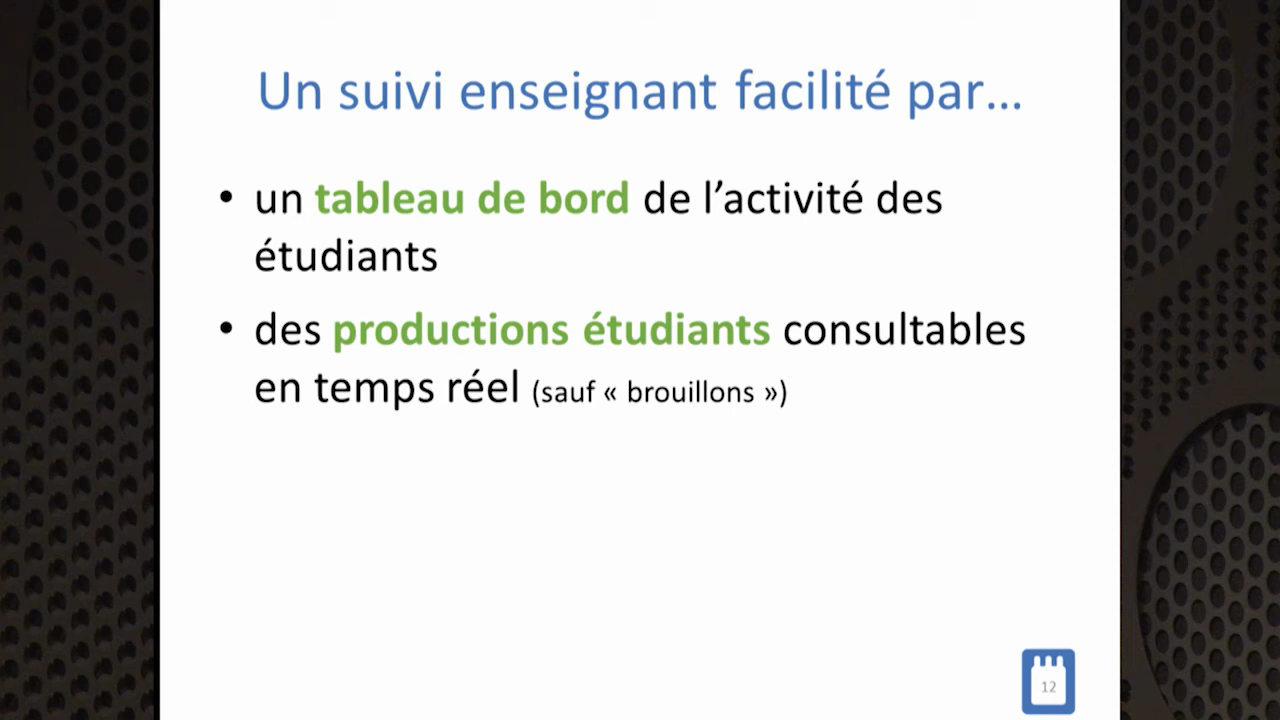 Un suivi enseignant facilité par…
• un tableau de bord de l’activité des
étudiants
• des productions étudiants consultables
en temps réel (sauf « brouillons »)
12